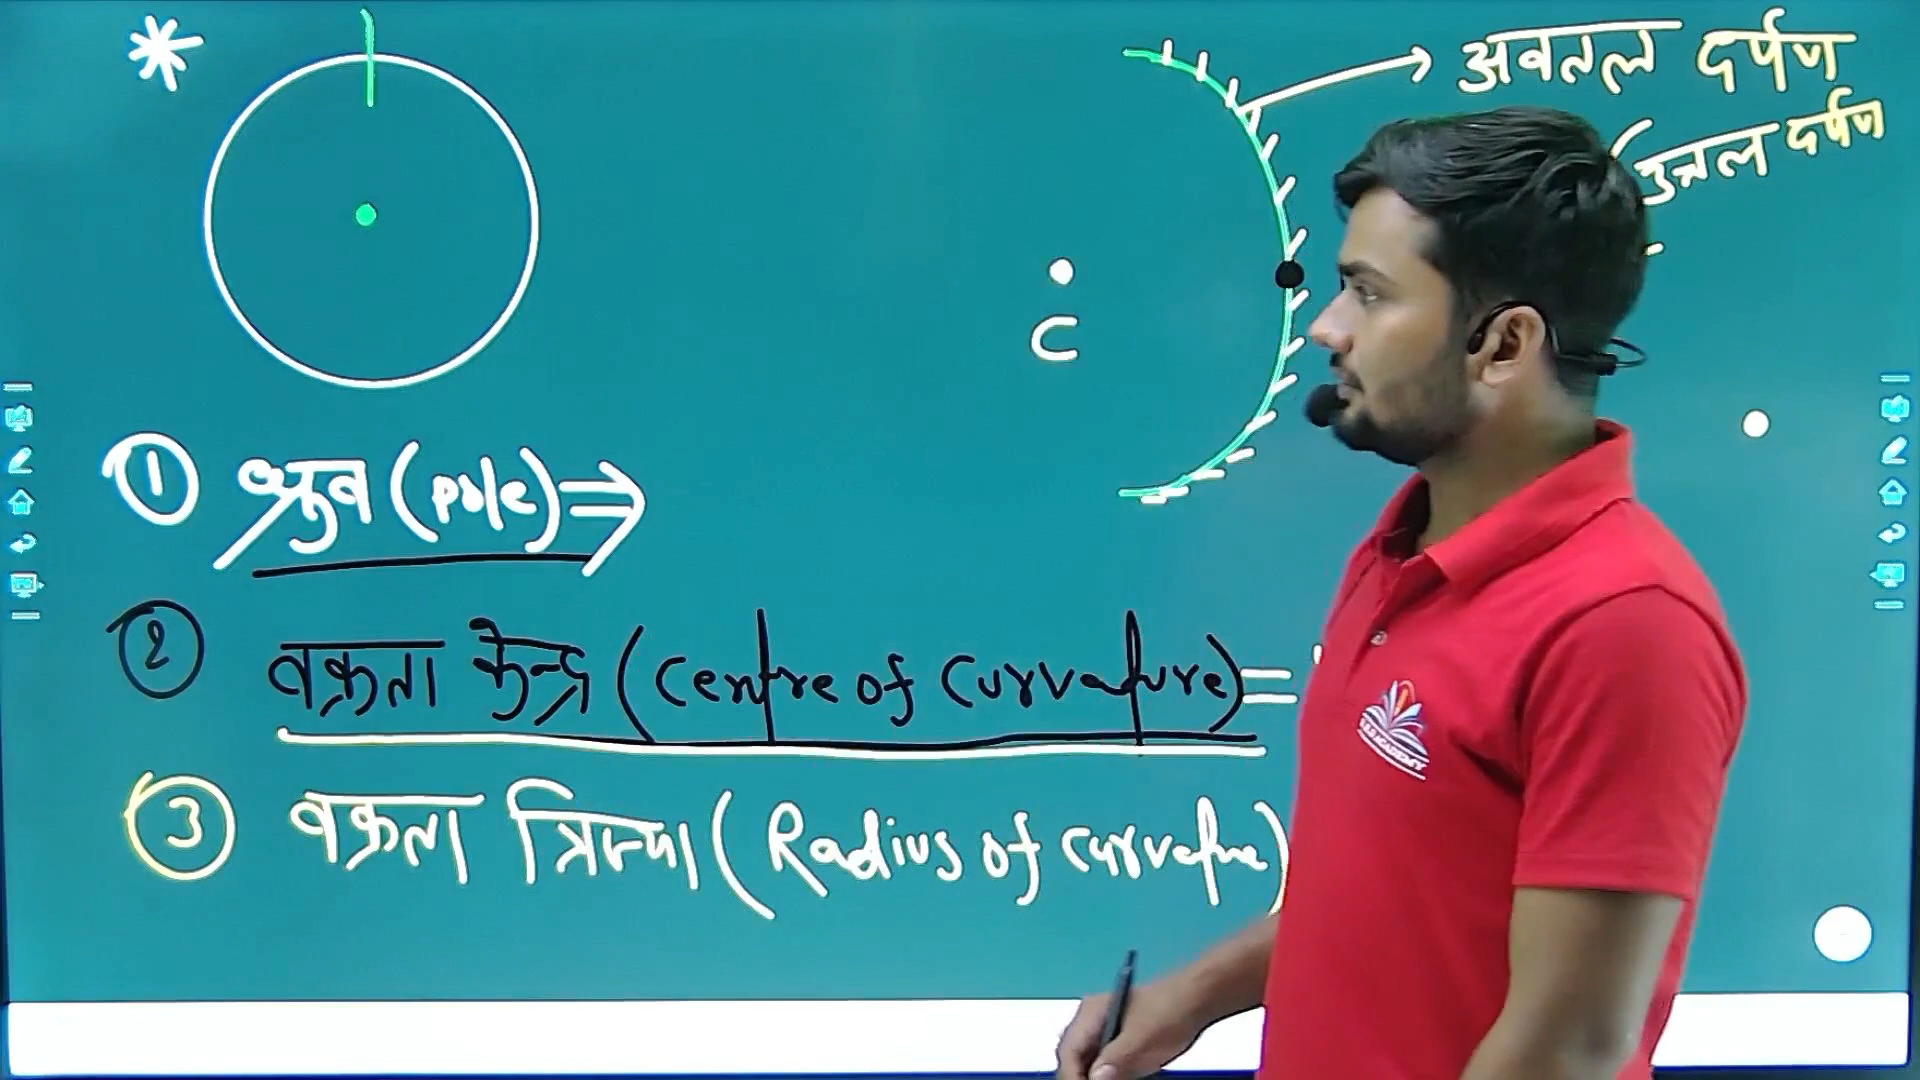 *
अवतल दर्पण
(उत्तल दर्पण
C
① ध्रुव (pole) ⇒
② वक्रता केन्द्र (Centre of Curvature) =
③ वक्रता त्रिज्या (Radius of Curvature)